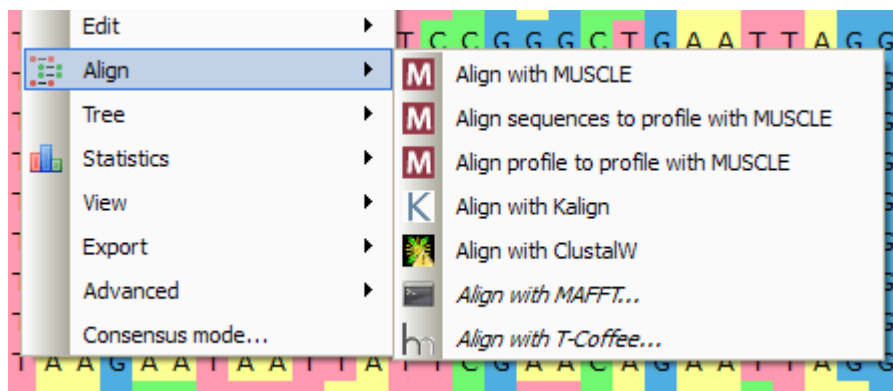 T C C G G G C T G A A T T A G G
Edit
Align
Tree
Statistics
View
Export
Advanced
Consensus mode...
M Align with MUSCLE
M Align sequences to profile with MUSCLE
M Align profile to profile with MUSCLE
K Align with Kalign
Align with ClustalW
Align with MAFFT...
Align with T-Coffee...